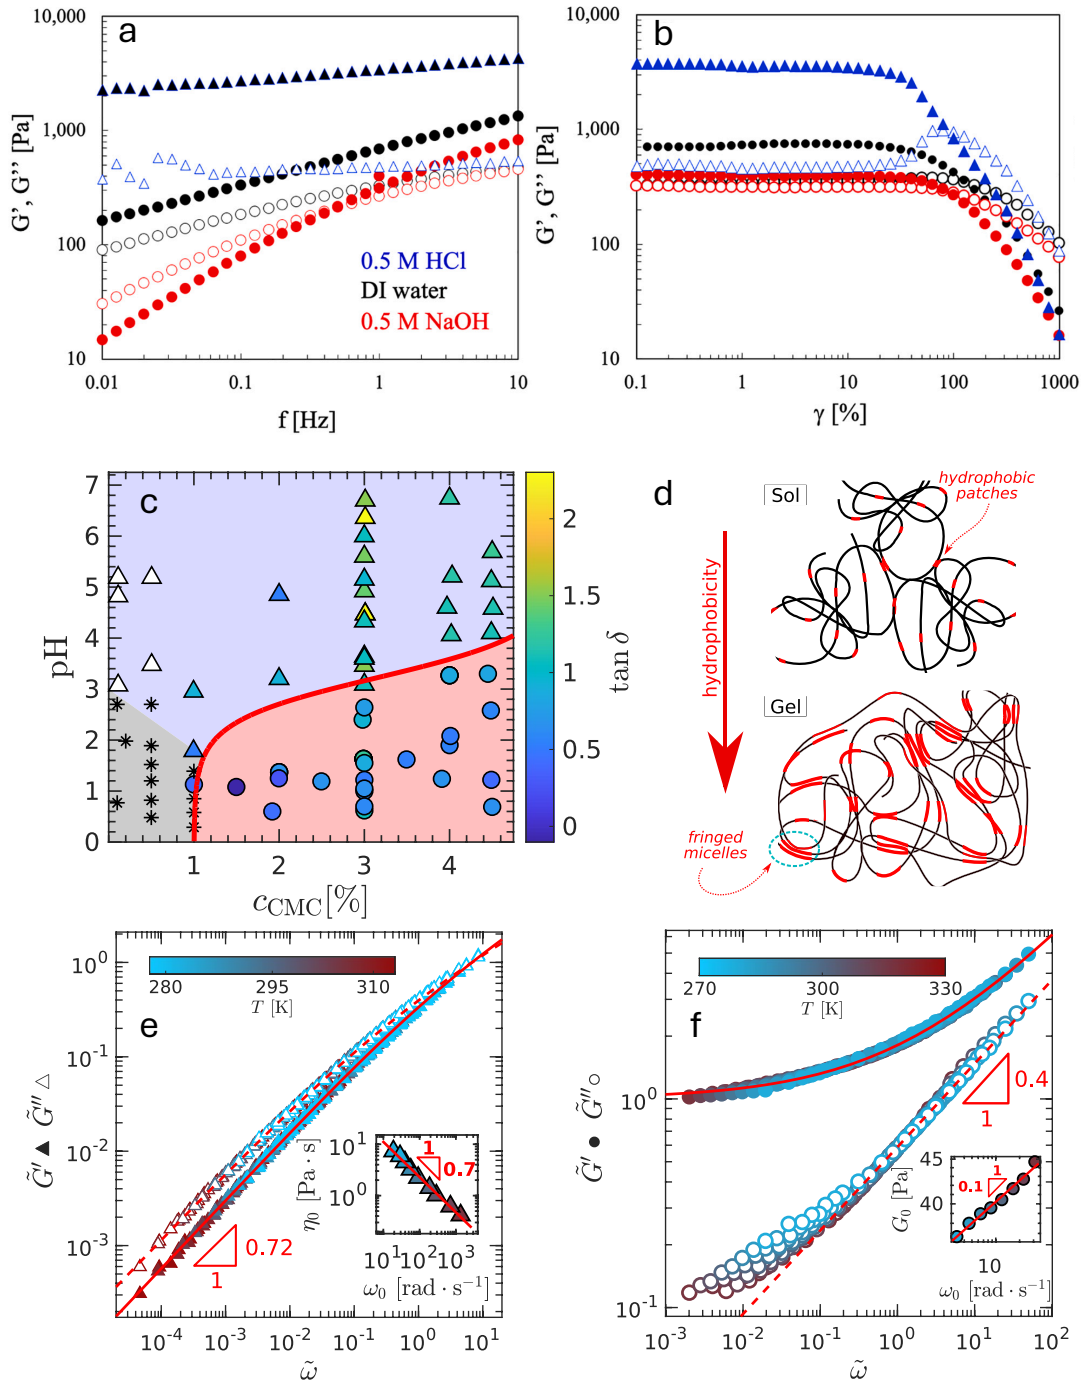 a
10,000
1,000
100
10
G', G'' [Pa]
0.5 M HCl
DI water
0.5 M NaOH
0.01
0.1
1
10
f [Hz]
b
10,000
1,000
100
10
G', G'' [Pa]
0.1
1
10
100
1000
γ [%]
c
7
6
5
4
3
2
1
0
pH
1
2
3
4
c_CMC[%]
2
1.5
1
0.5
0
tan δ
d
Sol
hydrophobic
patches
hydrophobicity
Gel
fringed
micelles
e
280
295
310
T [K]
10^0
10^-1
10^-2
10^-3
G̃' ▲ G̃'' △
0.72
1
10^1
10^0
η_0 [Pa · s]
1
0.7
10^1
10^2
10^3
ω_0 [rad · s^-1]
10^-4
10^-3
10^-2
10^-1
10^0
10^1
ω̃
f
270
300
330
T [K]
10^0
10^-1
G̃' ● G̃'' ○
0.4
1
45
40
G_0 [Pa]
1
0.1
10
ω_0 [rad · s^-1]
10^-3
10^-2
10^-1
10^0
10^1
10^2
ω̃